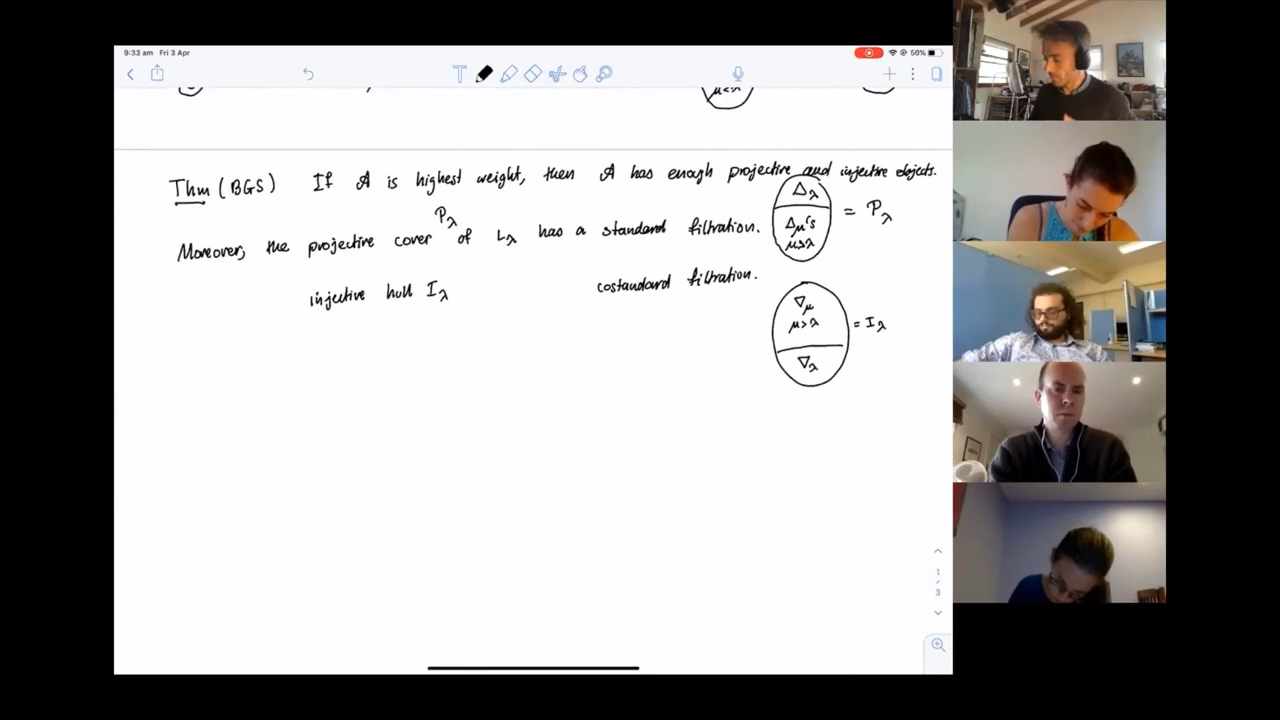 9:33 am Fri 3 Apr
50%
μ<λ
Thm (BGS) If A is highest weight, then A has enough projective and injective objects.
Moreover, the projective cover P_λ of L_λ has a standard filtration.
Δ_λ
Δ_μ's
μ>λ
= P_λ
injective hull I_λ costandard filtration.
∇_μ
μ>λ
∇_λ
= I_λ
1
/
3